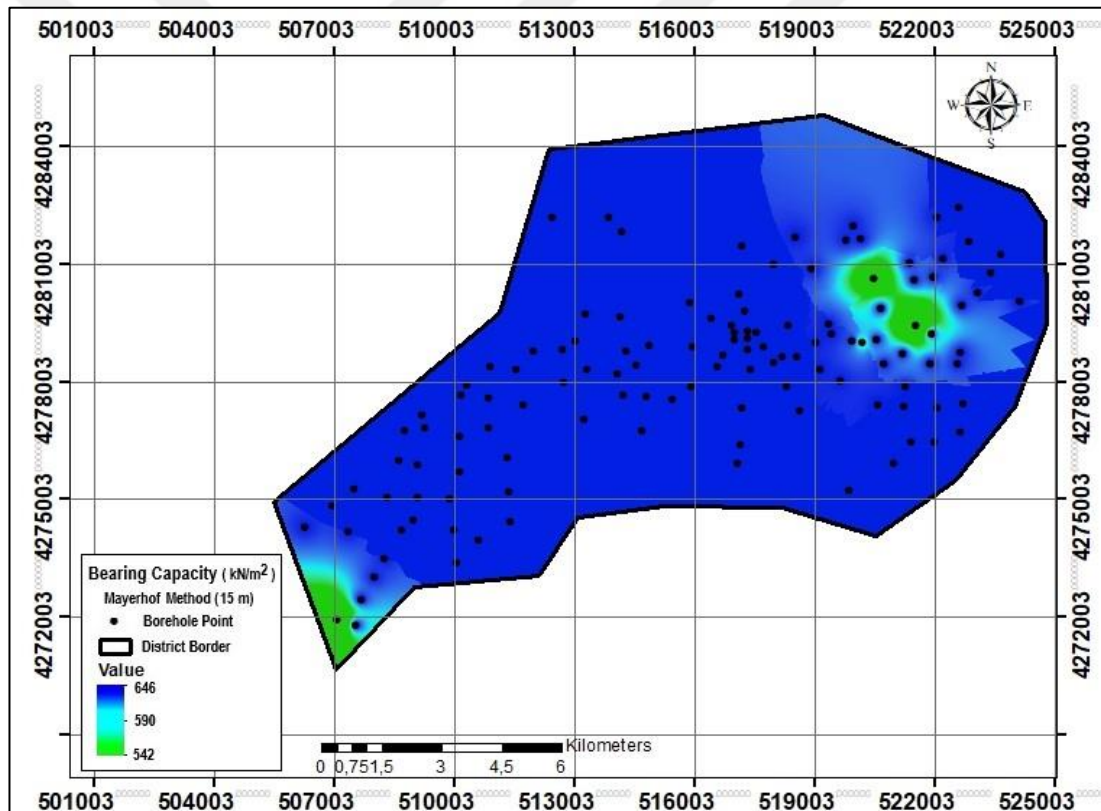 501003 504003 507003 510003 513003 516003 519003 522003 525003
N
W E
S
4284003 4284003
4281003 4281003
4278003 4278003
4275003 4275003
4272003 4272003
Bearing Capacity ( kN/m²)
Mayerhof Method (15 m)
Borehole Point
District Border
Value
646
590
542
Kilometers
0 0,75 1,5 3 4,5 6
501003 504003 507003 510003 513003 516003 519003 522003 525003